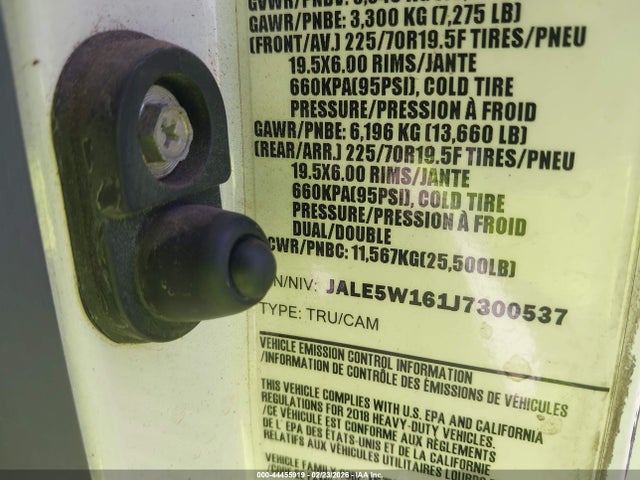 GAWR/PNBE: 3,300 KG (7,275 LB)
(FRONT/AV.) 225/70R19.5F TIRES/PNEU
19.5X6.00 RIMS/JANTE
660KPA(95PSI), COLD TIRE
PRESSURE/PRESSION À FROID
GAWR/PNBE: 6,196 KG (13,660 LB)
(REAR/ARR.) 225/70R19.5F TIRES/PNEU
19.5X6.00 RIMS/JANTE
660KPA(95PSI), COLD TIRE
PRESSURE/PRESSION À FROID
DUAL/DOUBLE
CWR/PNBC: 11,567KG(25,500LB)
N/NIV: JALE5W161J7300537
TYPE: TRU/CAM
VEHICLE EMISSION CONTROL INFORMATION
/INFORMATION DE CONTRÔLE DES ÉMISSIONS DE VÉHICULES
THIS VEHICLE COMPLIES WITH U.S. EPA AND CALIFORNIA
REGULATIONS FOR 2018 HEAVY-DUTY VEHICLES.
/CE VÉHICULE EST CONFORME AUX RÈGLEMENTS
DE L' EPA DES ÉTATS-UNIS ET DE LA CALIFORNIE
RELATIFS AUX VÉHICULES UTILITAIRES LOURDS
VEHICLE FAMILY
000-44455919 - 02/23/2026 - IAA Inc.